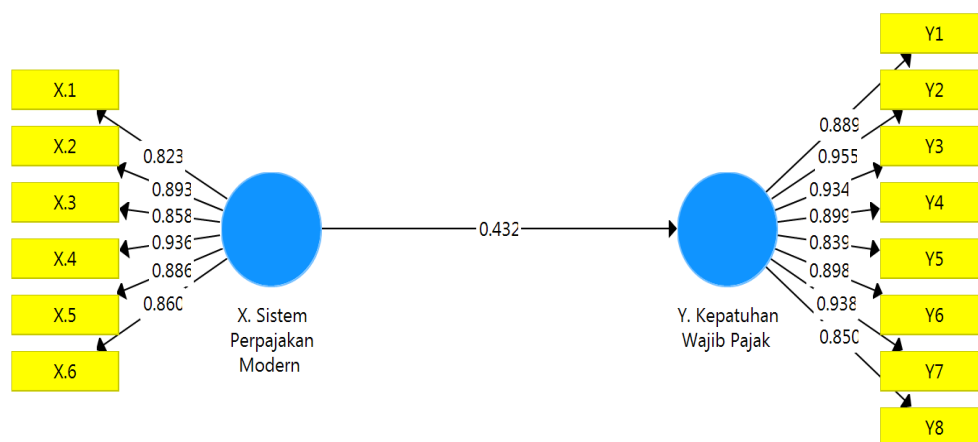 X.1
X.2
X.3
X.4
X.5
X.6
0.823
0.893
0.858
0.936
0.886
0.860
X. Sistem
Perpajakan
Modern
0.432
Y. Kepatuhan
Wajib Pajak
0.889
0.955
0.934
0.899
0.839
0.898
0.938
0.850
Y1
Y2
Y3
Y4
Y5
Y6
Y7
Y8